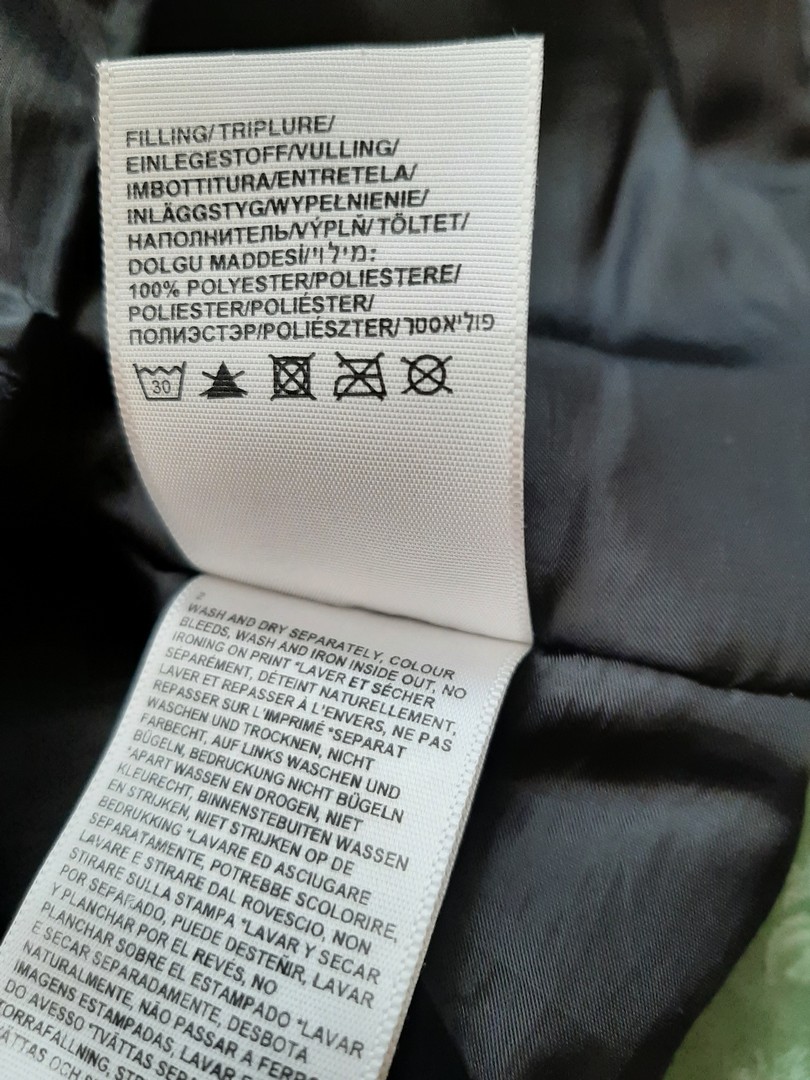 FILLING/TRIPLURE/
EINLEGESTOFF/VULLING/
IMBOTTITURA/ENTRETELA/
INLÄGGSTYG/WYPEŁNIENIE/
НАПОЛНИТЕЛЬ/VÝPLŇ/TÖLTET/
DOLGU MADDESİ/מילוי:
100% POLYESTER/POLIESTERE/
POLIESTER/POLIÉSTER/
ПОЛИЭСТЭР/POLIÉSZTER/פוליאסטר
30
2
WASH AND DRY SEPARATELY, COLOUR
BLEEDS, WASH AND IRON INSIDE OUT, NO
IRONING ON PRINT *LAVER ET SÉCHER
SÉPAREMENT, DÉTEINT NATURELLEMENT,
LAVER ET REPASSER À L'ENVERS, NE PAS
REPASSER SUR L'IMPRIMÉ *SEPARAT
WASCHEN UND TROCKNEN, NICHT
FARBECHT, AUF LINKS WASCHEN UND
BÜGELN, BEDRUCKUNG NICHT BÜGELN
*APART WASSEN EN DROGEN, NIET
KLEURECHT, BINNENSTEBUITEN WASSEN
EN STRIJKEN, NIET STRIJKEN OP DE
BEDRUKKING *LAVARE ED ASCIUGARE
SEPARATAMENTE, POTREBBE SCOLORIRE,
LAVARE E STIRARE DAL ROVESCIO, NON
STIRARE SULLA STAMPA *LAVAR Y SECAR
POR SEPARADO, PUEDE DESTEÑIR, LAVAR
Y PLANCHAR POR EL REVÉS, NO
PLANCHAR SOBRE EL ESTAMPADO *LAVAR
E SECAR SEPARADAMENTE, DESBOTA
NATURALMENTE, NÃO PASSAR A FERRO
IMAGENS ESTAMPADAS, LAVAR E
DO AVESSO *TVÄTTAS
TORRAFÄLLNING,
OCH